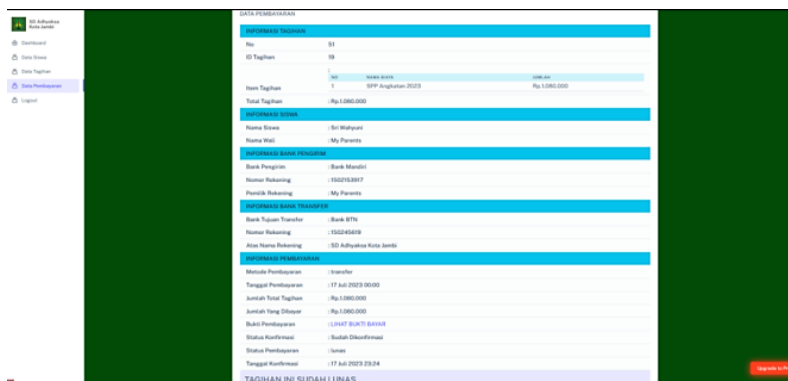 SD Adhyaksa
Kota Jambi
Dashboard
Data Siswa
Data Tagihan
Data Pembayaran
Logout
DATA PEMBAYARAN
INFORMASI TAGIHAN
No 51
ID Tagihan 19
:
NO NAMA BIAYA JUMLAH
Item Tagihan 1 SPP Angkatan 2023 Rp.1.080.000
Total Tagihan : Rp.1.080.000
INFORMASI SISWA
Nama Siswa : Sri Wahyuni
Nama Wali : My Parents
INFORMASI BANK PENGIRIM
Bank Pengirim : Bank Mandiri
Nomor Rekening : 1502153917
Pemilik Rekening : My Parents
INFORMASI BANK TRANSFER
Bank Tujuan Transfer : Bank BTN
Nomor Rekening : 150245619
Atas Nama Rekening : SD Adhyaksa Kota Jambi
INFORMASI PEMBAYARAN
Metode Pembayaran : transfer
Tanggal Pembayaran : 17 Juli 2023 00:00
Jumlah Total Tagihan : Rp.1.080.000
Jumlah Yang Dibayar : Rp.1.080.000
Bukti Pembayaran : LIHAT BUKTI BAYAR
Status Konfirmasi : Sudah Dikonfirmasi
Status Pembayaran : lunas
Tanggal Konfirmasi : 17 Juli 2023 23:24
TAGIHAN INI SUDAH LUNAS
Upgrade to